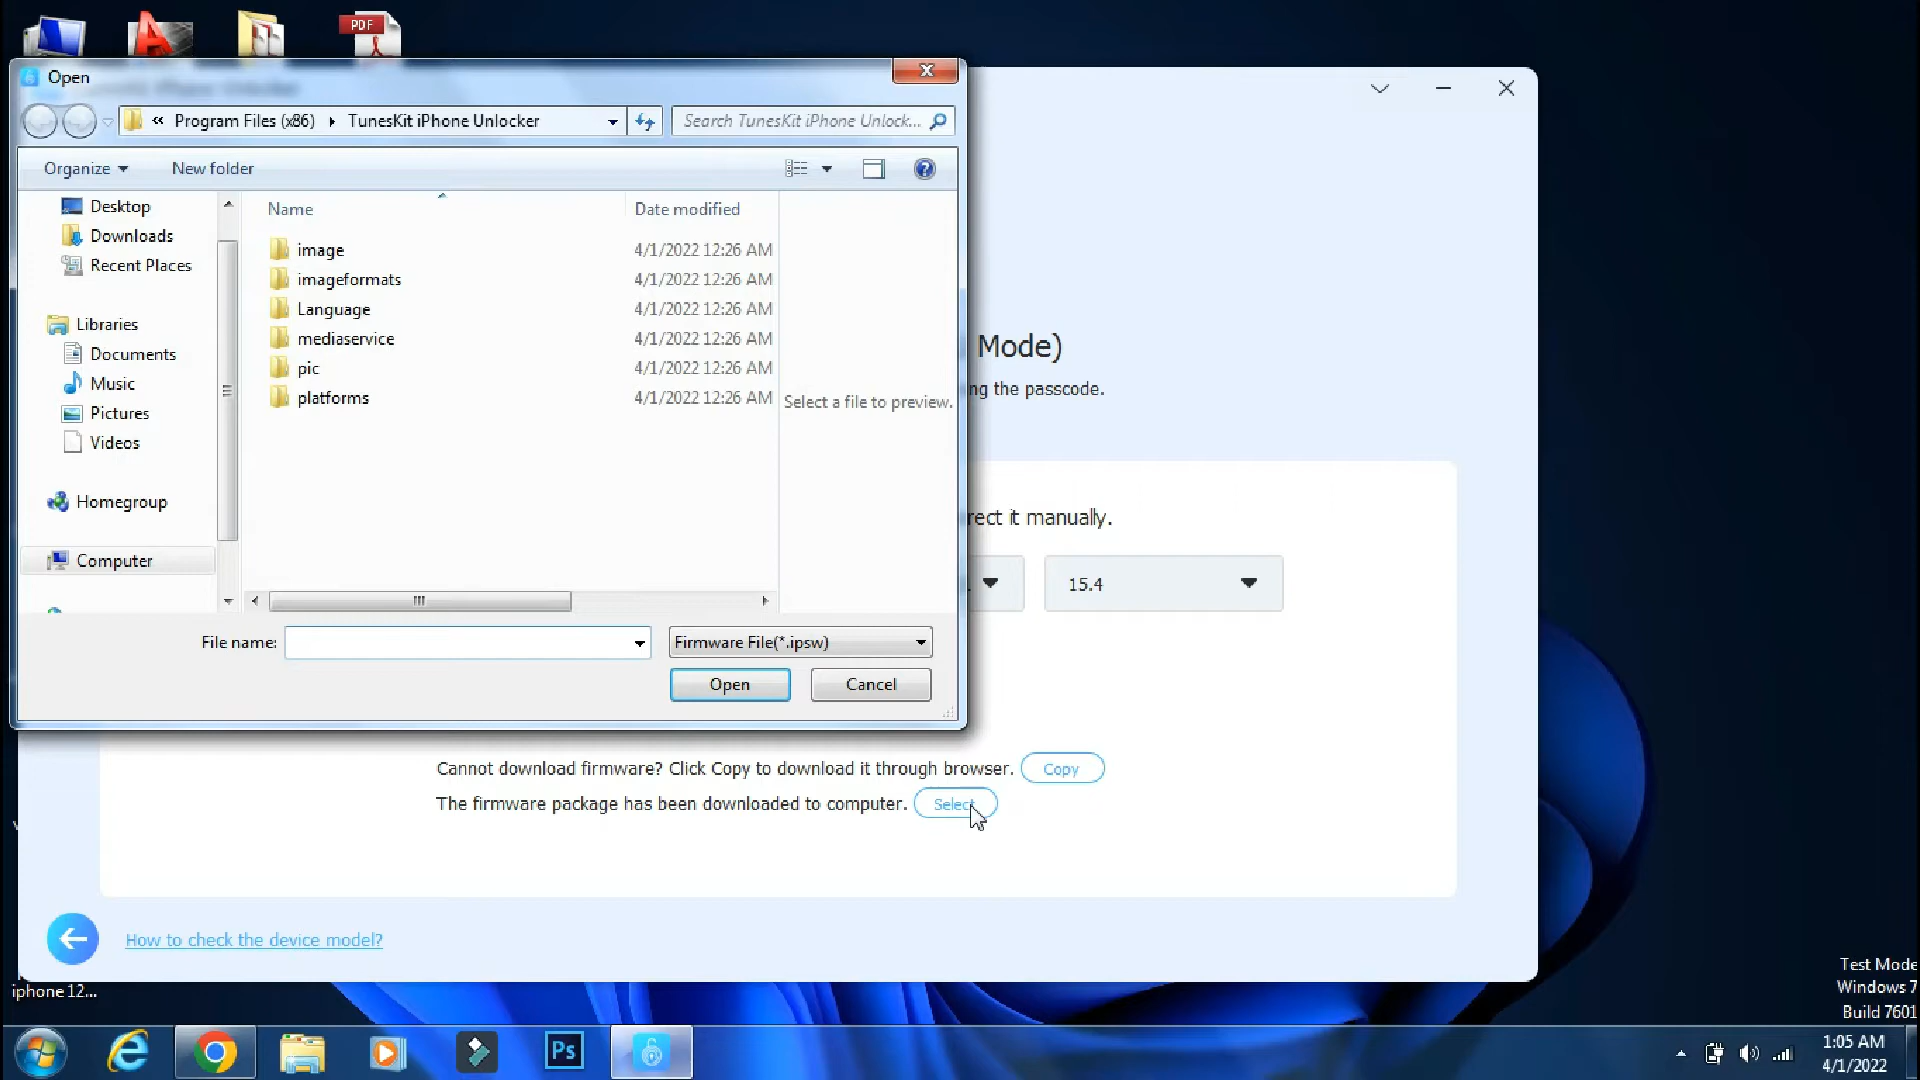 PDF
Open
« Program Files (x86) TunesKit iPhone Unlocker
Search TunesKit iPhone Unlock...
Organize
New folder
Desktop
Downloads
Recent Places
Libraries
Documents
Music
Pictures
Videos
Homegroup
Computer
Name
Date modified
image 4/1/2022 12:26 AM
imageformats 4/1/2022 12:26 AM
Language 4/1/2022 12:26 AM
mediaservice 4/1/2022 12:26 AM
pic 4/1/2022 12:26 AM
platforms 4/1/2022 12:26 AM
Select a file to preview.
File name:
Firmware File(*.ipsw)
Open
Cancel
Mode)
the passcode.
it manually.
15.4
Cannot download firmware? Click Copy to download it through browser.
Copy
The firmware package has been downloaded to computer.
Select
How to check the device model?
iphone 12...
Test Mode
Windows 7
Build 7601
Ps
1:05 AM
4/1/2022